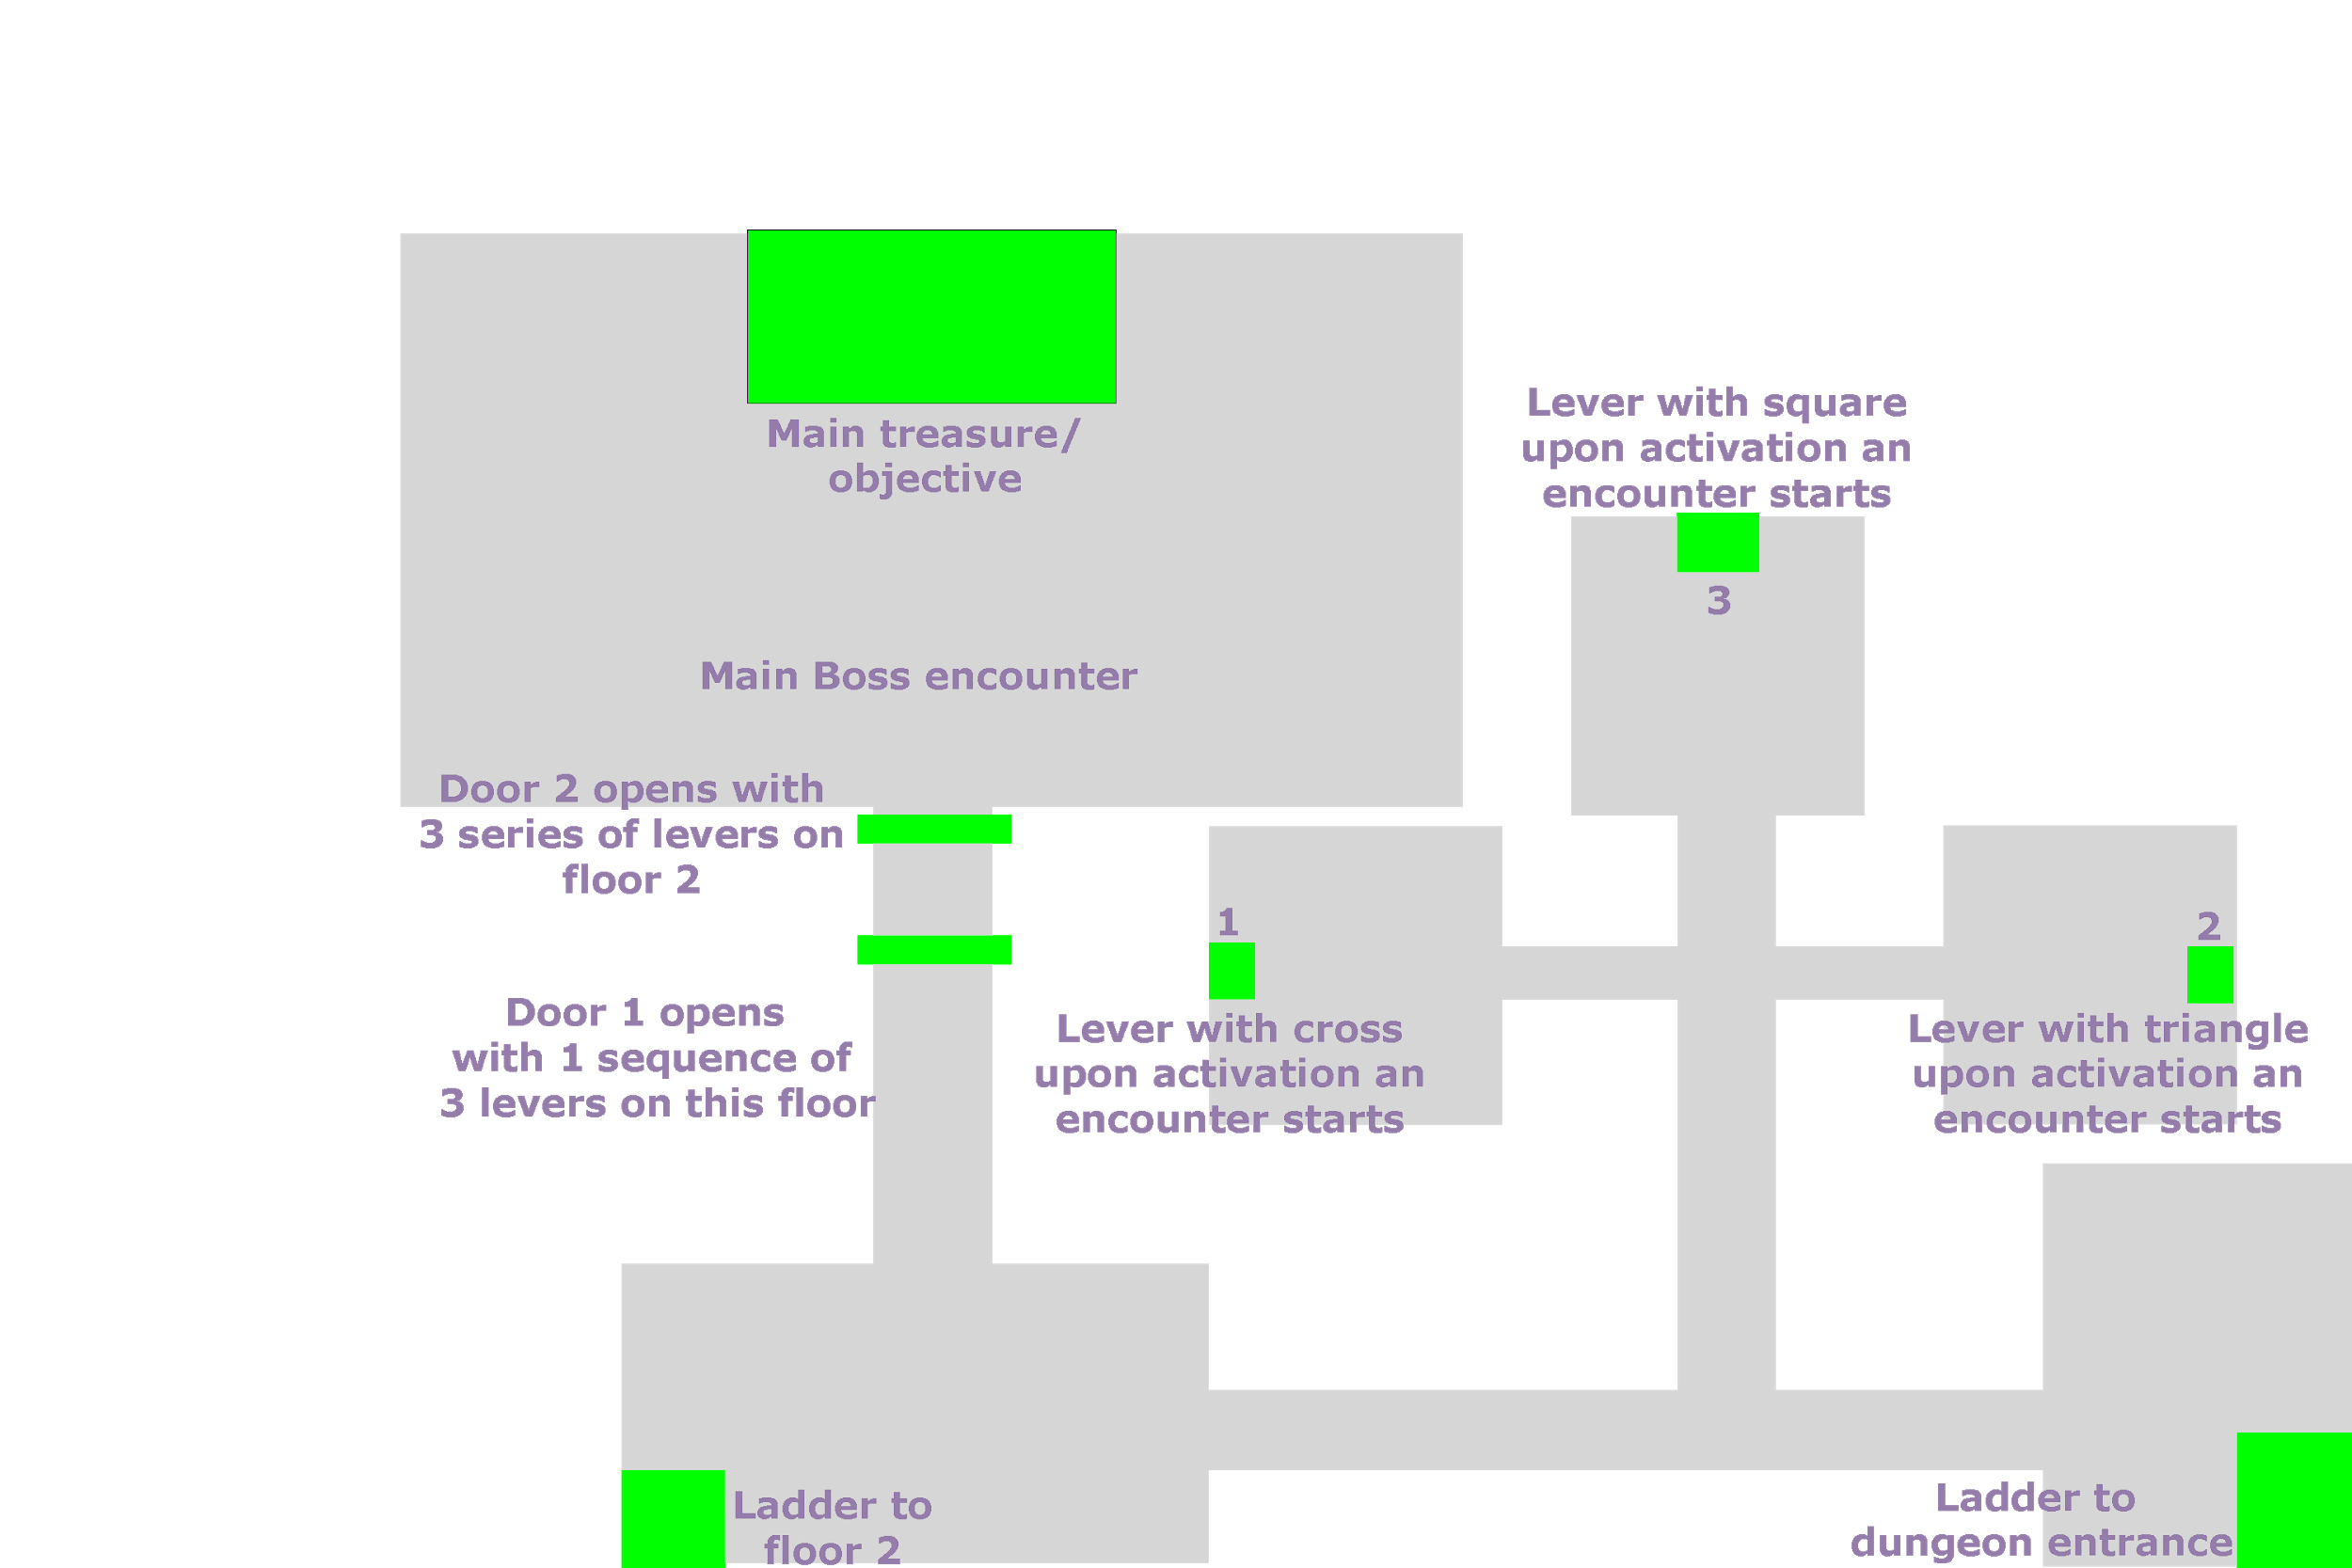 Main treasure/
objective
Lever with square
upon activation an
encounter starts
3
Main Boss encounter
Door 2 opens with
3 series of levers on
floor 2
1
2
Door 1 opens
with 1 sequence of
3 levers on this floor
Lever with cross
upon activation an
encounter starts
Lever with triangle
upon activation an
encounter starts
Ladder to
floor 2
Ladder to
dungeon entrance